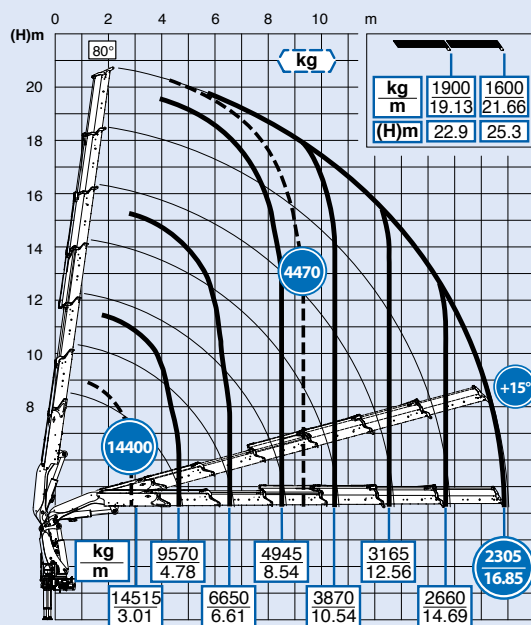 0 2 4 6 8 10 m
(H)m
80°
kg
20
18
16
14
12
10
8
kg 1900 1600
m 19.13 21.66
(H)m 22.9 25.3
4470
+15°
14400
kg 9570 4945 3165 2305
m 4.78 8.54 12.56 16.85
14515 6650 3870 2660
3.01 6.61 10.54 14.69